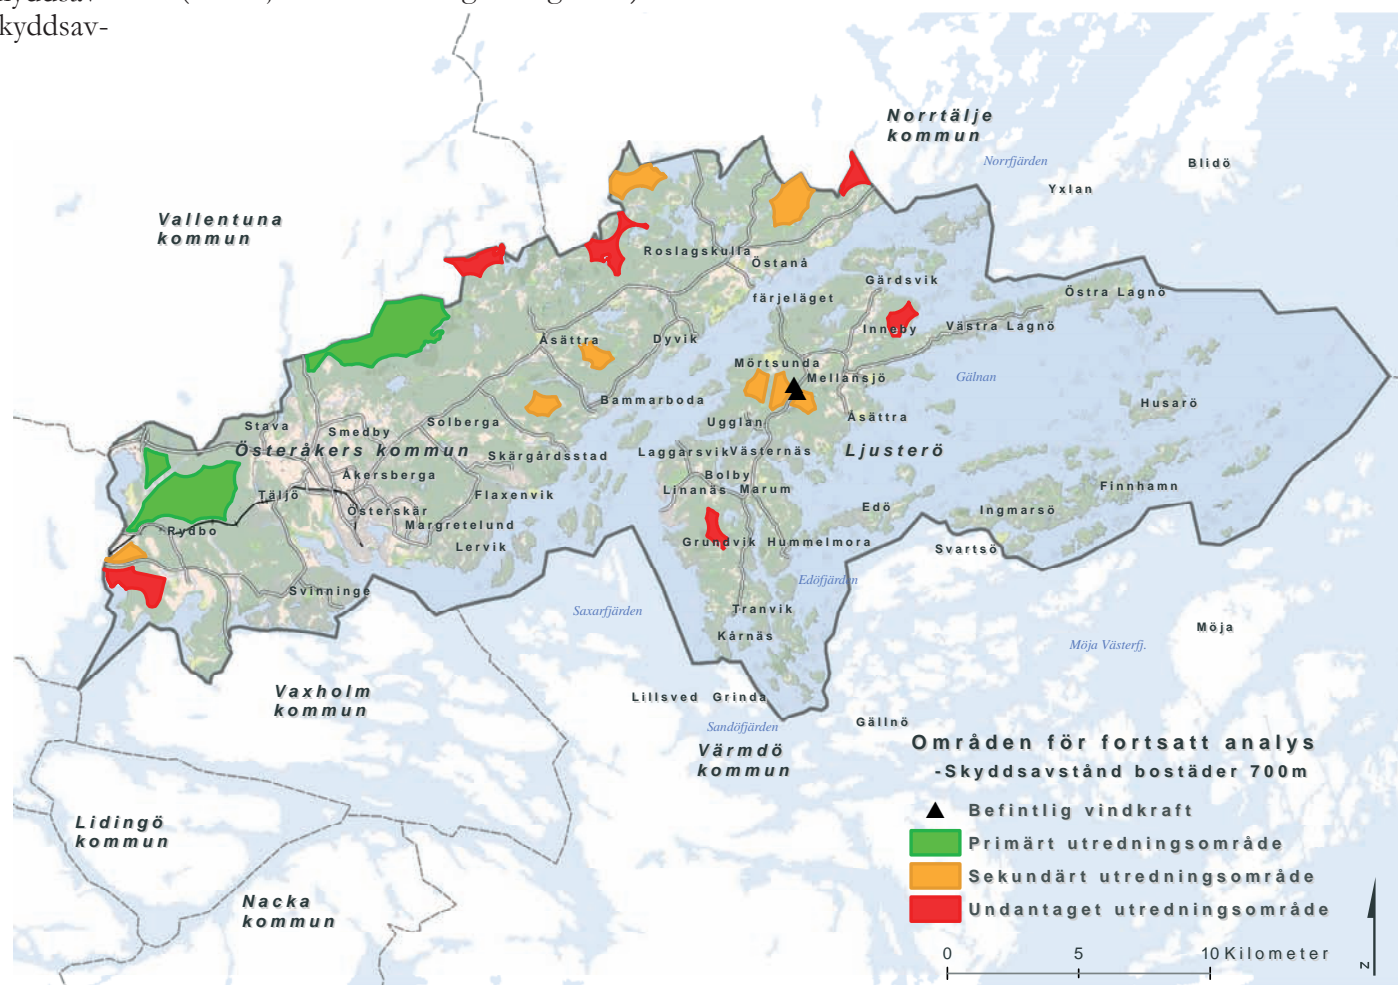 kyddsav-
Norrtälje
kommun
Norrfjärden
Blidö
Yxlan
Vallentuna
kommun
Roslagskulla
Östanå
färjeläget
Gärdsvik
Östra Lagnö
Inneby
Västra Lagnö
Åsättra
Dyvik
Mörtsunda
Mellansjö
Gälnan
Husarö
Bammarboda
Åsättra
Ugglan
Solberga
Stava
Smedby
Österåkers kommun
Skärgårdsstad
Laggarsvik
Västernäs
Ljusterö
Åkersberga
Bolby
Linanäs
Marum
Finnhamn
Täljö
Flaxenvik
Österskär
Margretelund
Edö
Ingmarsö
Rydbo
Lervik
Grundvik
Hummelmora
Svartsö
Svinninge
Edöfjärden
Saxarfjärden
Tranvik
Kårnäs
Möja
Möja Västerfj.
Vaxholm
kommun
Lillsved
Grinda
Sandöfjärden
Gällnö
Värmdö
kommun
Lidingö
kommun
Nacka
kommun
Områden för fortsatt analys
-Skyddsavstånd bostäder 700m
Befintlig vindkraft
Primärt utredningsområde
Sekundärt utredningsområde
Undantaget utredningsområde
0 5 10 Kilometer
N